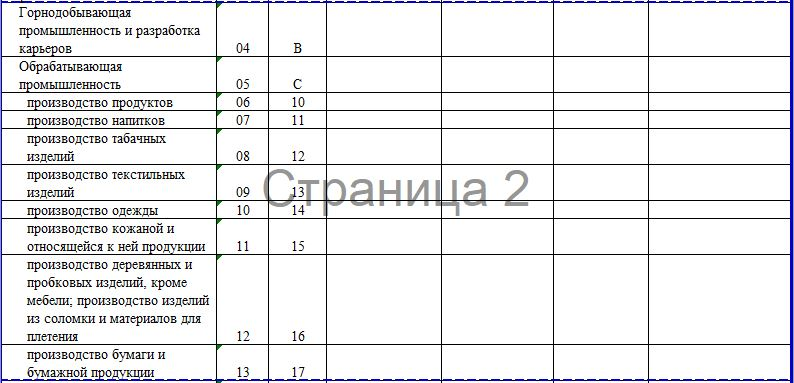 Горнодобывающая
промышленность и разработка
карьеров 04 B
Обрабатывающая
промышленность 05 C
производство продуктов 06 10
производство напитков 07 11
производство табачных
изделий 08 12
производство текстильных
изделий 09 13
Страница 2
производство одежды 10 14
производство кожаной и
относящейся к ней продукции 11 15
производство деревянных и
пробковых изделий, кроме
мебели; производство изделий
из соломки и материалов для
плетения 12 16
производство бумаги и
бумажной продукции 13 17